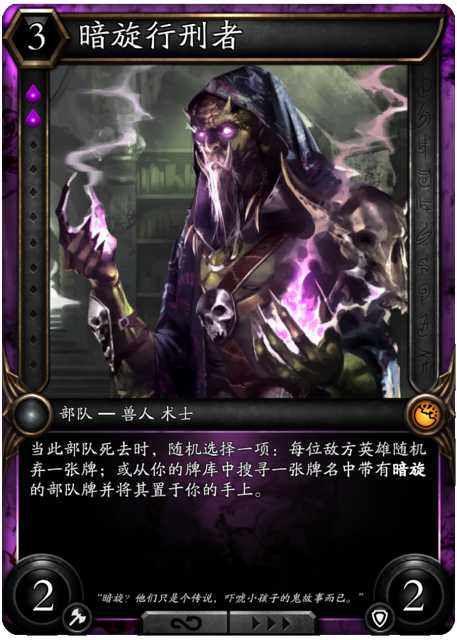 3
暗旋行刑者
部队 — 兽人 术士
当此部队死去时，随机选择一项：每位敌方英雄随机
弃一张牌；或从你的牌库中搜寻一张牌名中带有暗旋
的部队牌并将其置于你的手上。
2
2
“暗旋？他们只是个传说，吓唬小孩子的鬼故事而已。”